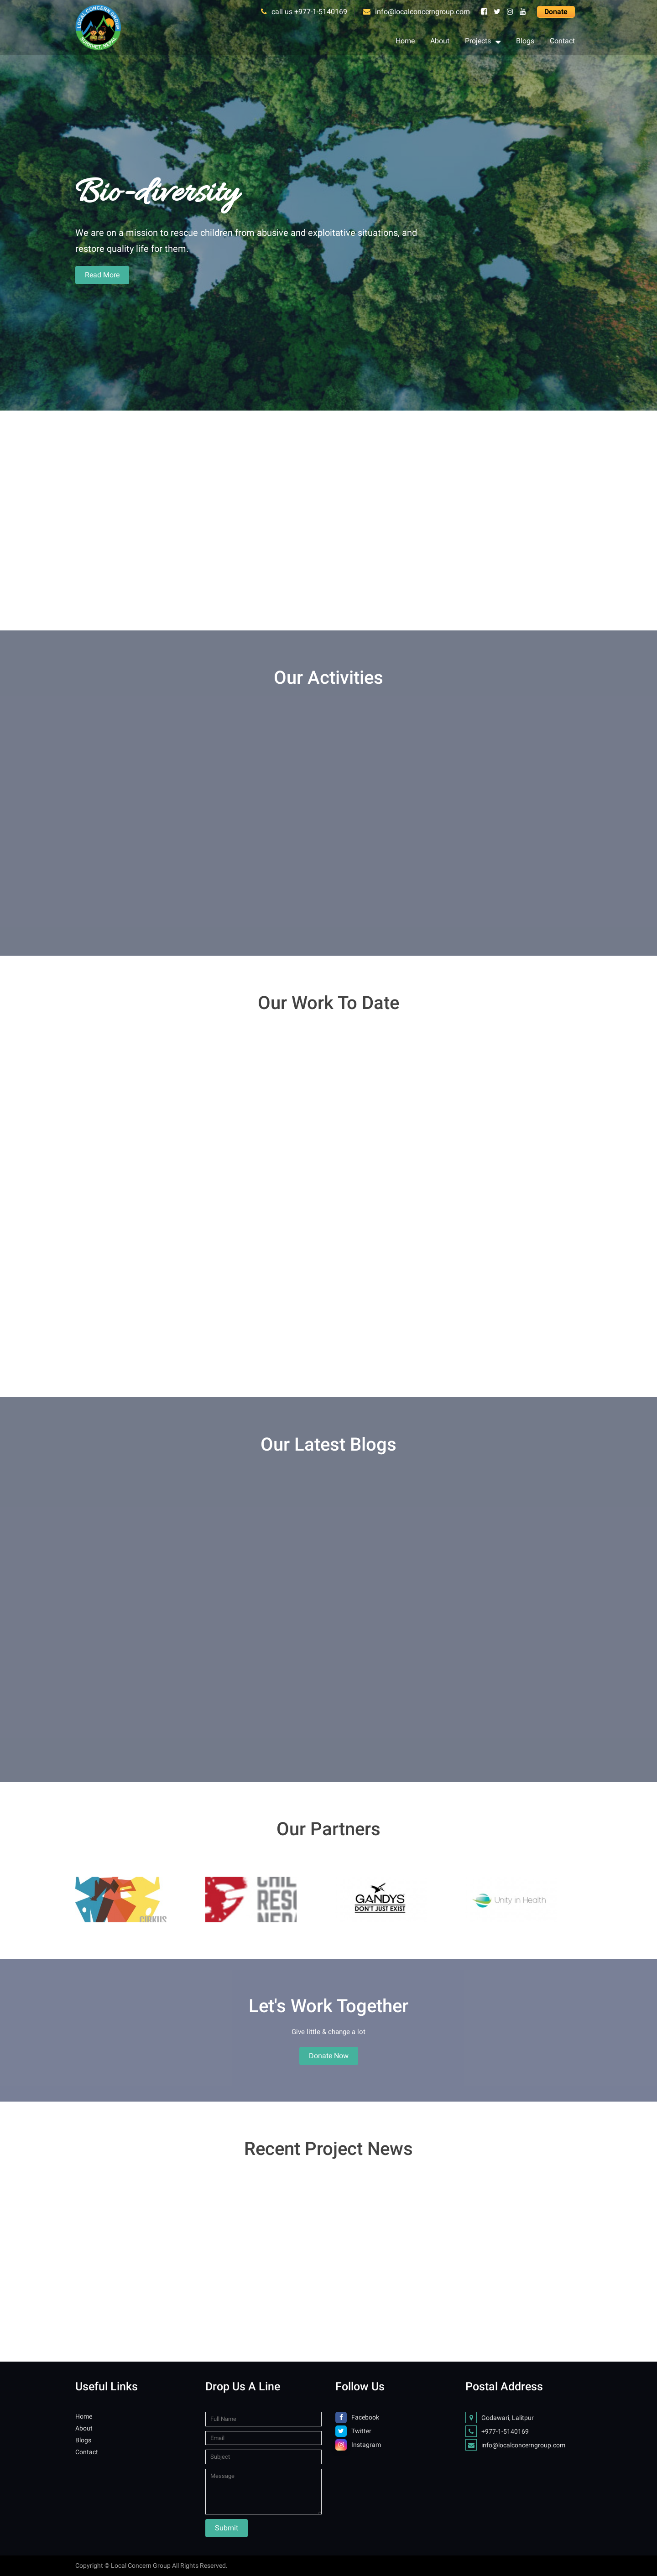 LOCAL CONCERN GROUP
call us +977-1-5140169
info@localconcerngroup.com
Donate
Home
About
Projects
Blogs
Contact
Bio-diversity
We are on a mission to rescue children from abusive and exploitative situations, and
restore quality life for them.
Read More
Our Activities
Our Work To Date
Our Latest Blogs
Our Partners
GANDYS
DON'T JUST EXIST
Unity in Health
Let's Work Together
Give little & change a lot
Donate Now
Recent Project News
Useful Links
Home
About
Blogs
Contact
Drop Us A Line
Full Name
Email
Subject
Message
Submit
Follow Us
Facebook
Twitter
Instagram
Postal Address
Godawari, Lalitpur
+977-1-5140169
info@localconcerngroup.com
Copyright © Local Concern Group All Rights Reserved.